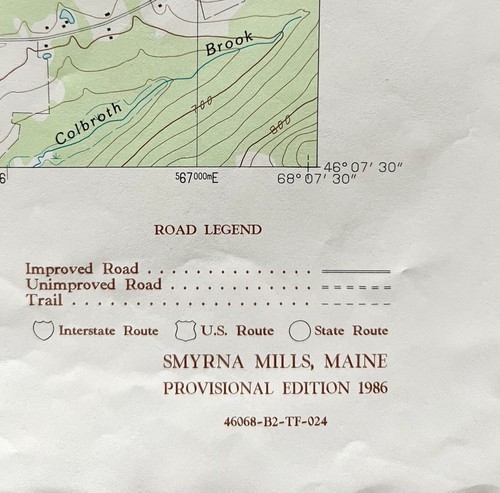 Brook
Colbroth
700
800
6
⁵67⁰⁰⁰ᵐE
46° 07' 30"
68° 07' 30"
ROAD LEGEND
Improved Road
Unimproved Road
Trail
Interstate Route U.S. Route State Route
SMYRNA MILLS, MAINE
PROVISIONAL EDITION 1986
46068-B2-TF-024